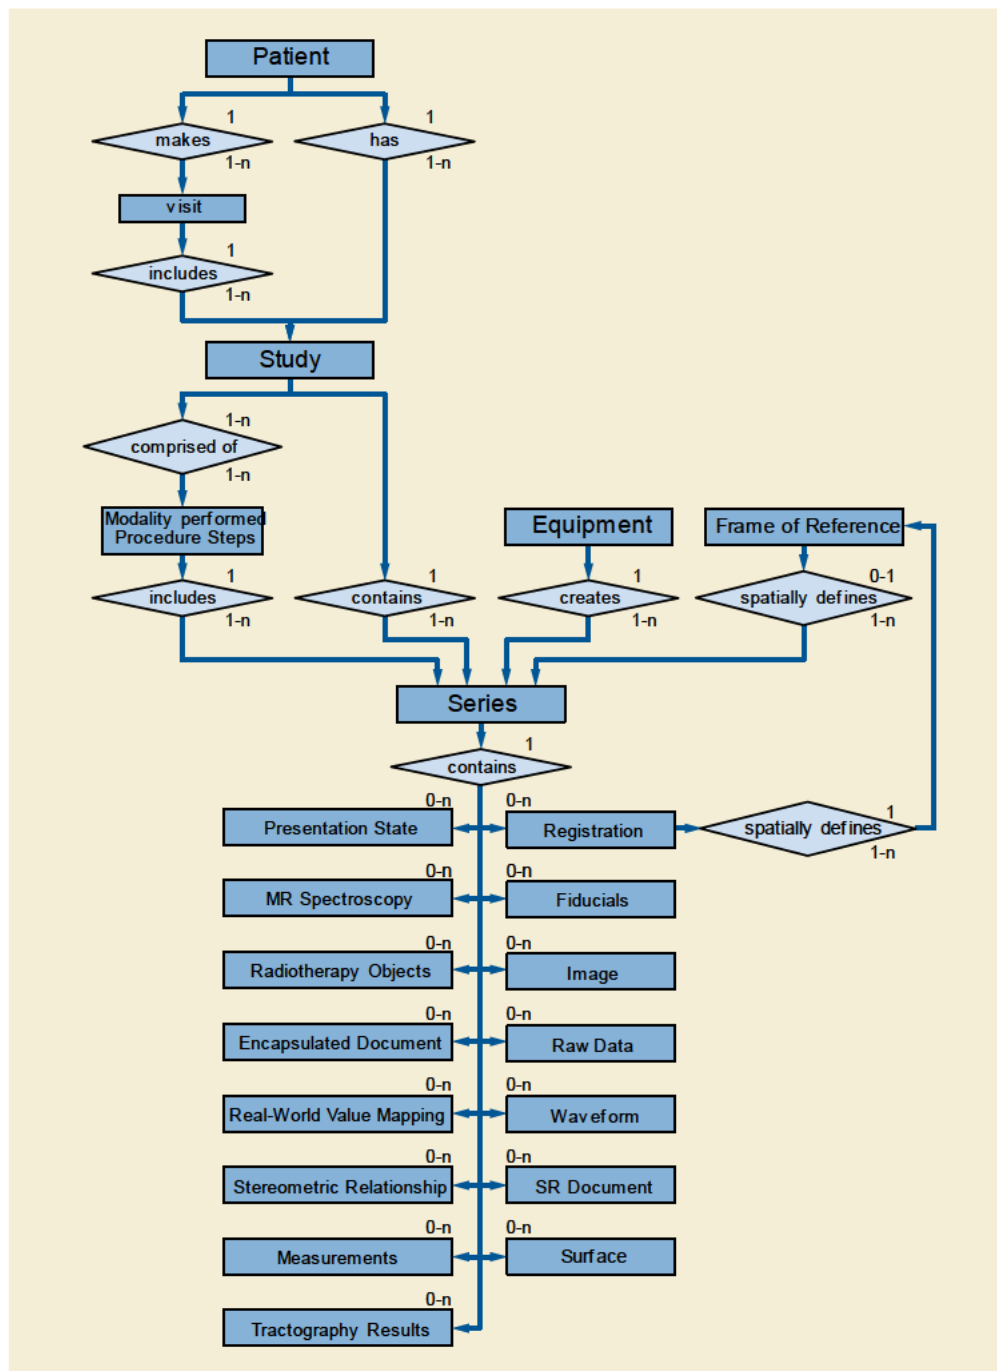 Patient
1
1
makes
has
1-n
1-n
visit
1
includes
1-n
Study
1-n
comprised of
1-n
Modality performed
Procedure Steps
Equipment
Frame of Reference
1
1
1
0-1
includes
contains
creates
spatially defines
1-n
1-n
1-n
1-n
Series
1
contains
0-n
0-n
Presentation State
Registration
1
spatially defines
1-n
0-n
0-n
MR Spectroscopy
Fiducials
0-n
0-n
Radiotherapy Objects
Image
0-n
0-n
Encapsulated Document
Raw Data
0-n
0-n
Real-World Value Mapping
Waveform
0-n
0-n
Stereometric Relationship
SR Document
0-n
0-n
Measurements
Surface
0-n
Tractography Results